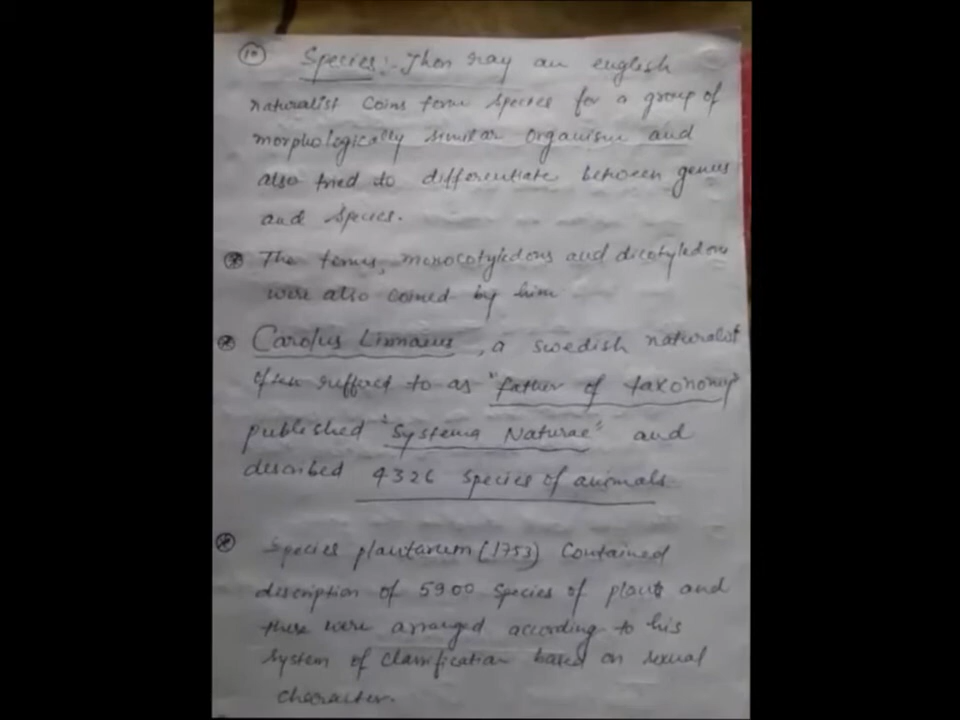 10 Species:- Jhon ray an english
naturalist Coins term species for a group of
morphologically similar organism and
also tried to differentiate between genus
and species.
The terms, monocotyledons and dicotyledons
were also coined by him
Carolus Linnaeus, a swedish naturalist
often reffred to as "father of taxonomy"
published "Systema Naturae" and
described 4326 species of animals
Species plantarum (1753) Contained
description of 5900 species of plants and
these were arranged according to his
system of classification based on sexual
character.